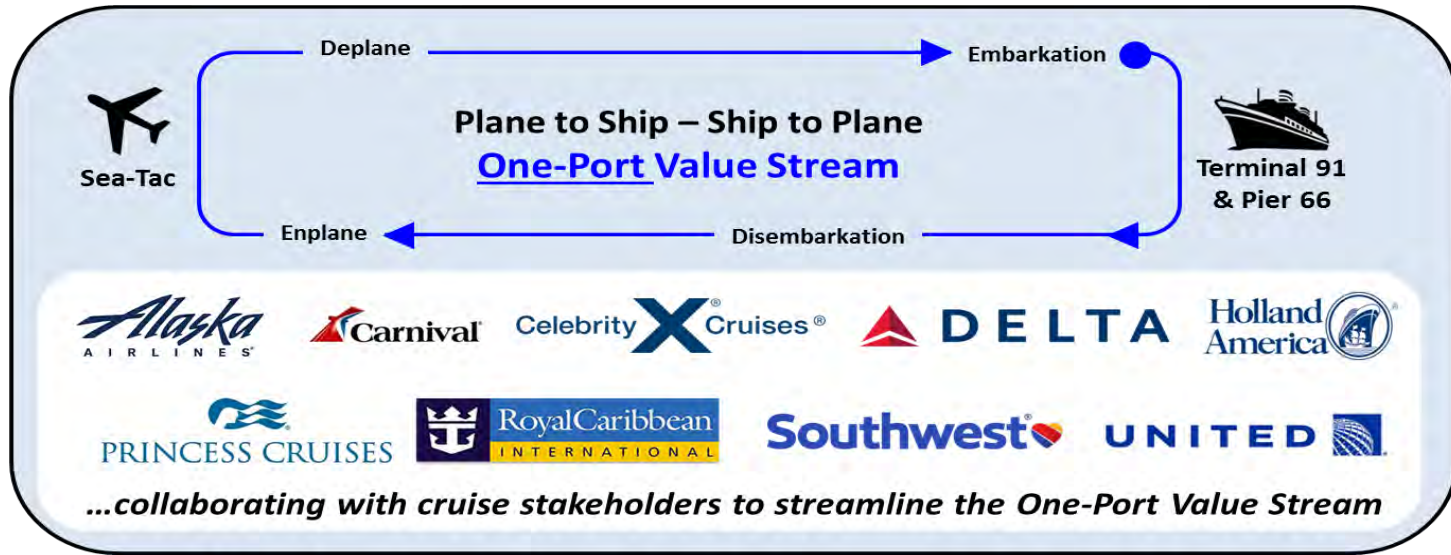 Deplane
Embarkation
Plane to Ship – Ship to Plane
One-Port Value Stream
Sea-Tac
Terminal 91
& Pier 66
Enplane
Disembarkation
Alaska
AIRLINES®
Carnival®
Celebrity X® Cruises®
DELTA
Holland
America®
PRINCESS CRUISES
RoyalCaribbean
INTERNATIONAL
Southwest®
UNITED
...collaborating with cruise stakeholders to streamline the One-Port Value Stream